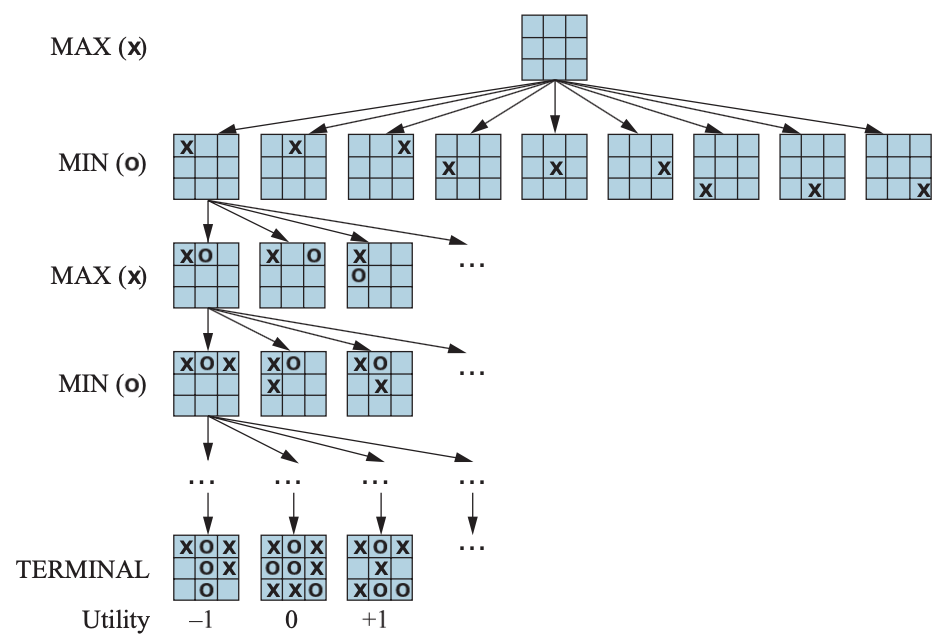 MAX (X)
MIN (O)
X X X X X X X X X
MAX (X)
X O X O X
O
...
MIN (O)
X O X X O X O
X X
...
... ... ... ...
TERMINAL
X O X X O X X O X
O X O O X X
O X X O X O O
...
Utility –1 0 +1